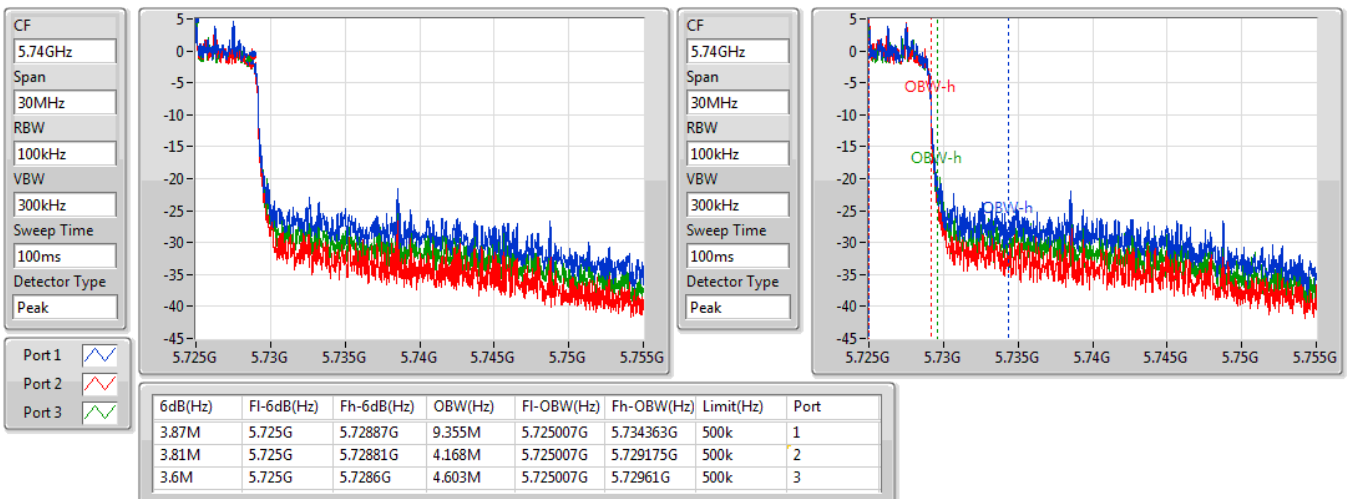 CF
5.74GHz
Span
30MHz
RBW
100kHz
VBW
300kHz
Sweep Time
100ms
Detector Type
Peak
5
0
-5
-10
-15
-20
-25
-30
-35
-40
-45
5.725G 5.73G 5.735G 5.74G 5.745G 5.75G 5.755G
CF
5.74GHz
Span
30MHz
RBW
100kHz
VBW
300kHz
Sweep Time
100ms
Detector Type
Peak
5
0
-5
-10
-15
-20
-25
-30
-35
-40
-45
OBW-h
OBW-h
OBW-h
5.725G 5.73G 5.735G 5.74G 5.745G 5.75G 5.755G
Port 1
Port 2
Port 3
6dB(Hz) Fl-6dB(Hz) Fh-6dB(Hz) OBW(Hz) Fl-OBW(Hz) Fh-OBW(Hz) Limit(Hz) Port
3.87M 5.725G 5.72887G 9.355M 5.725007G 5.734363G 500k 1
3.81M 5.725G 5.72881G 4.168M 5.725007G 5.729175G 500k 2
3.6M 5.725G 5.7286G 4.603M 5.725007G 5.72961G 500k 3